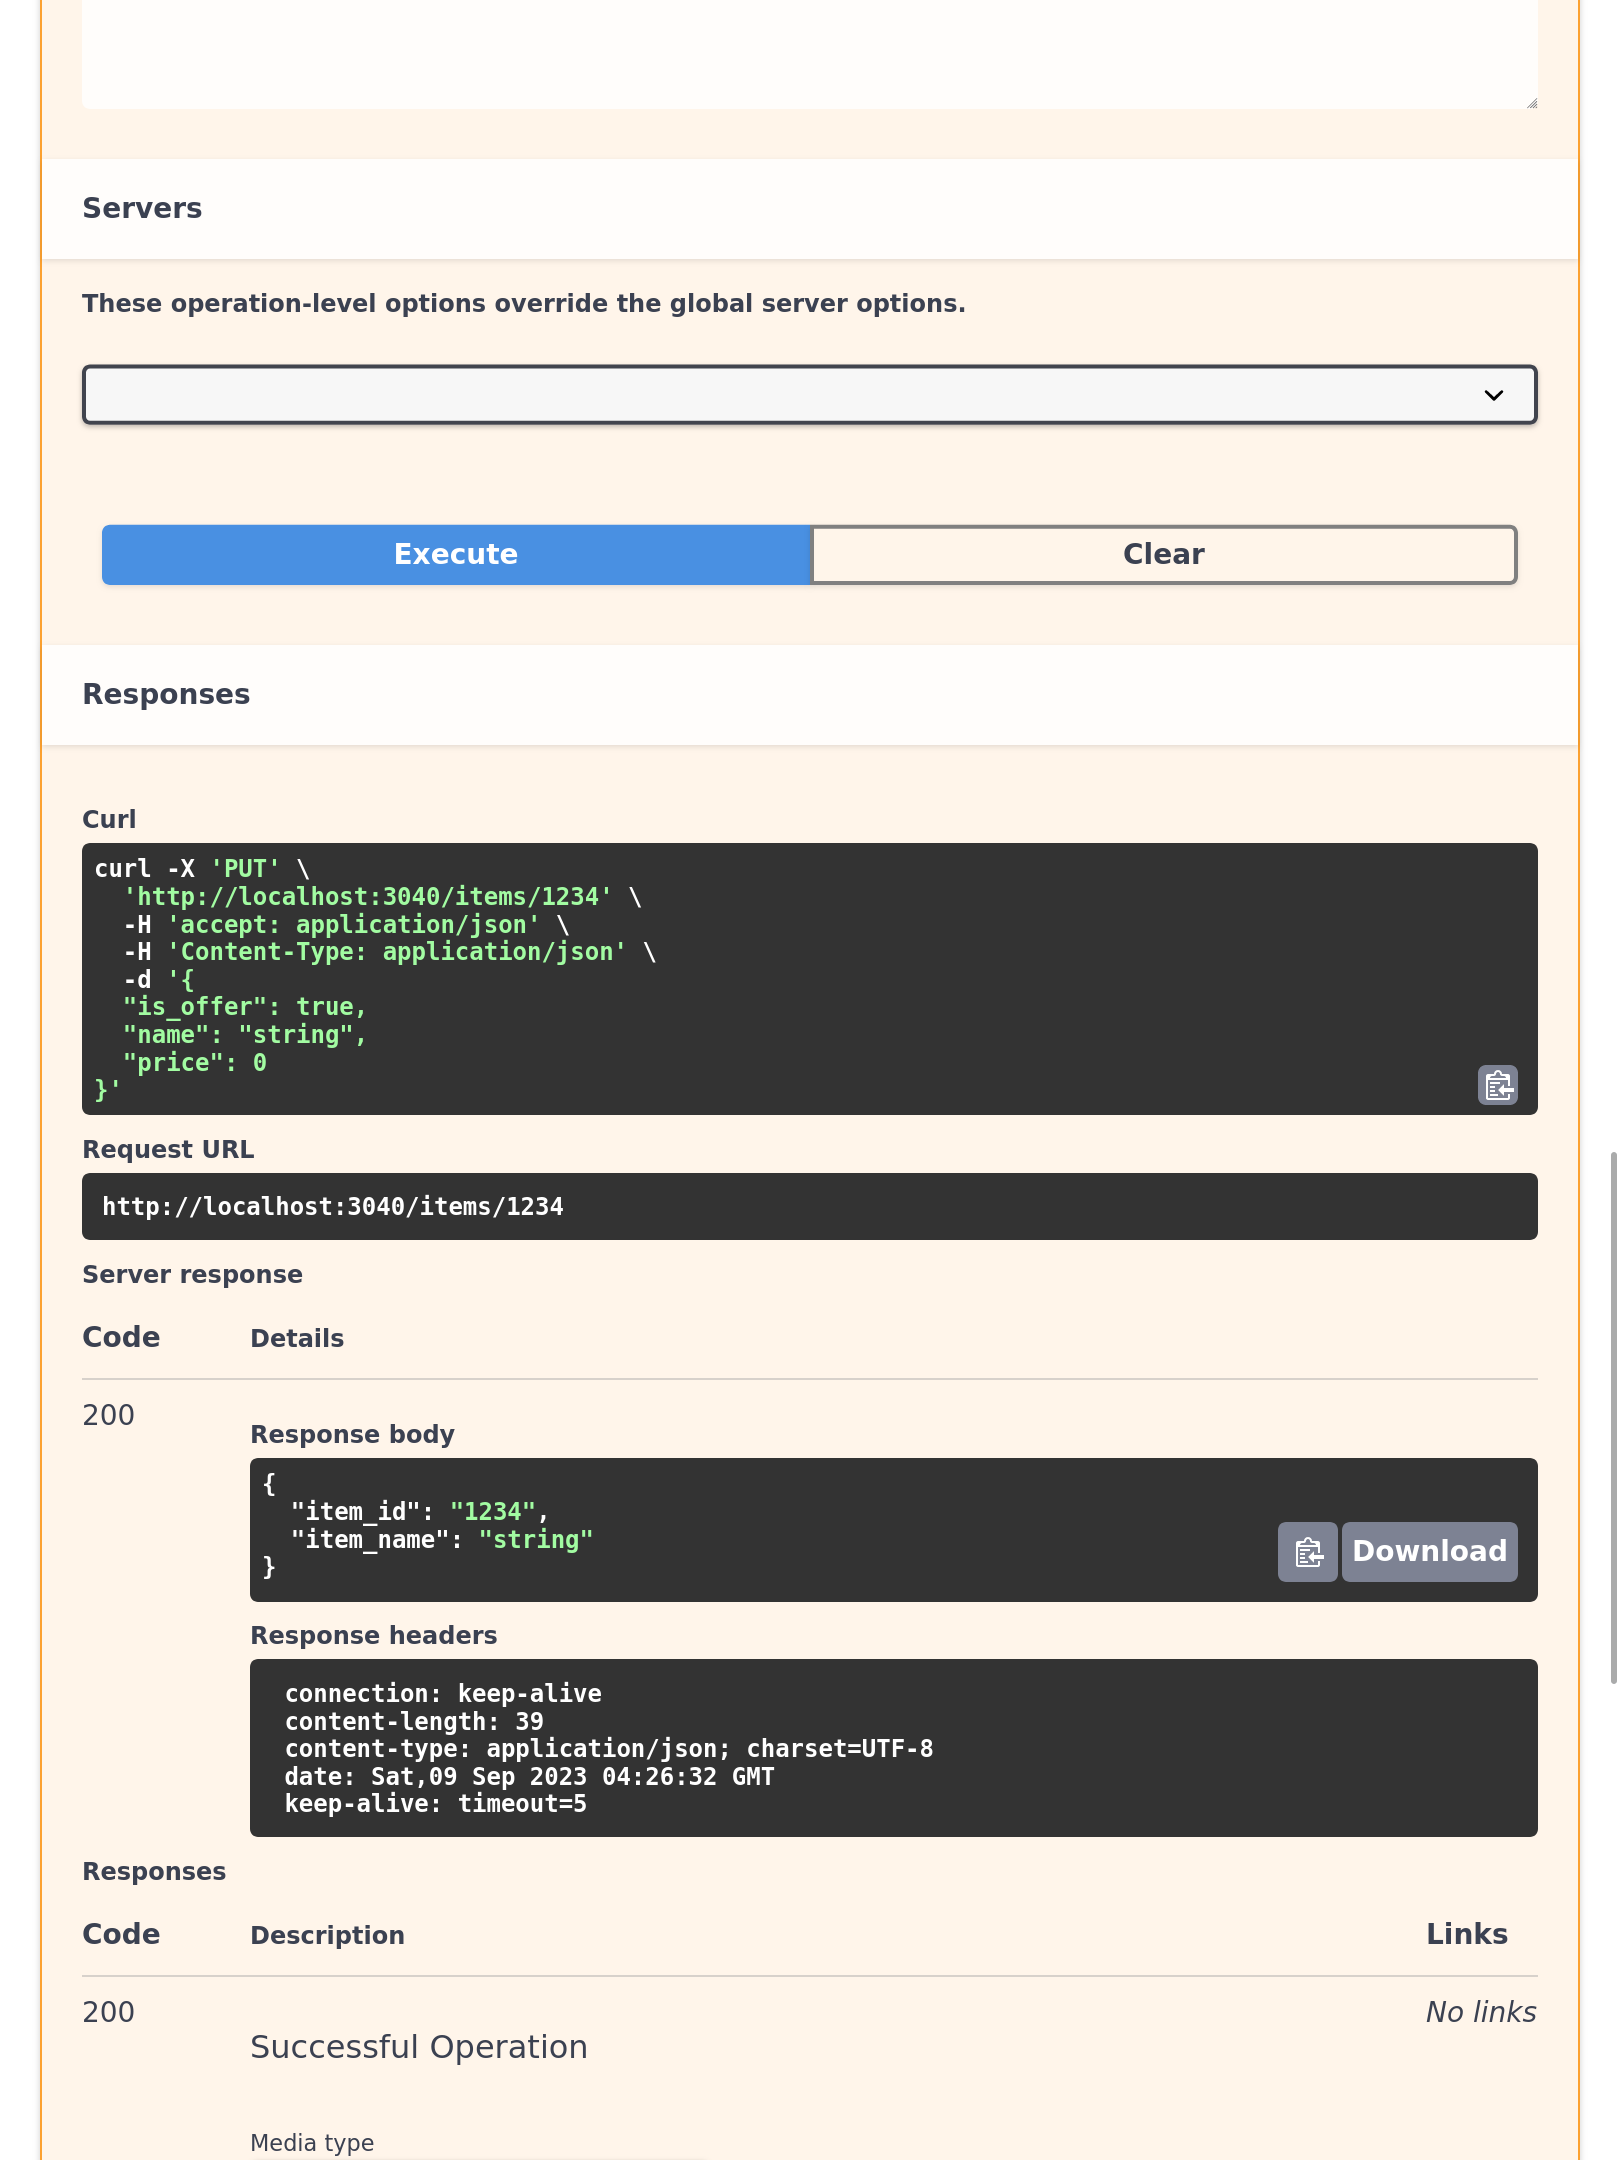 Servers
These operation-level options override the global server options.
Execute Clear
Responses
Curl
curl -X 'PUT' \
  'http://localhost:3040/items/1234' \
  -H 'accept: application/json' \
  -H 'Content-Type: application/json' \
  -d '{
  "is_offer": true,
  "name": "string",
  "price": 0
}'
Request URL
http://localhost:3040/items/1234
Server response
Code Details
200
Response body
{
  "item_id": "1234",
  "item_name": "string"
}
Download
Response headers
connection: keep-alive
content-length: 39
content-type: application/json; charset=UTF-8
date: Sat,09 Sep 2023 04:26:32 GMT
keep-alive: timeout=5
Responses
Code Description Links
200 No links
Successful Operation
Media type